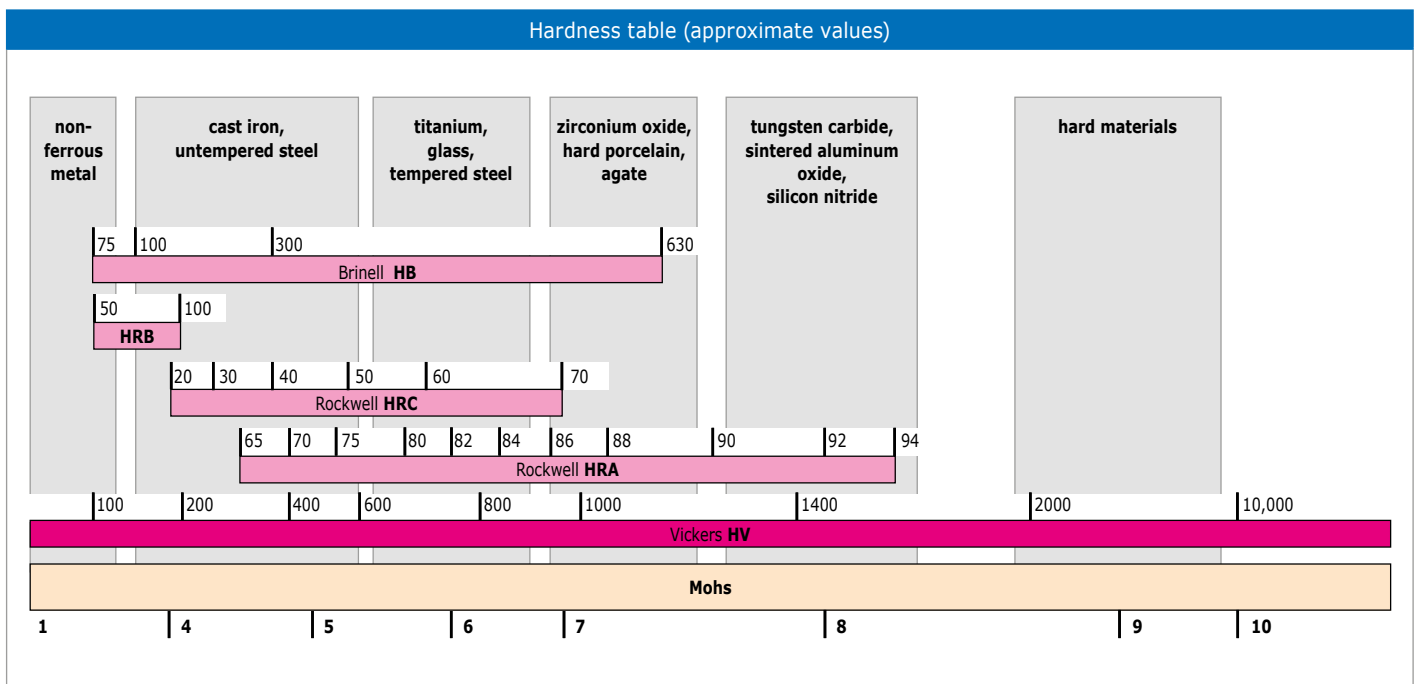 Hardness table (approximate values)
non-
ferrous
metal
cast iron,
untempered steel
titanium,
glass,
tempered steel
zirconium oxide,
hard porcelain,
agate
tungsten carbide,
sintered aluminum
oxide,
silicon nitride
hard materials
75 100 300 630
Brinell HB
50 100
HRB
20 30 40 50 60 70
Rockwell HRC
65 70 75 80 82 84 86 88 90 92 94
Rockwell HRA
100 200 400 600 800 1000 1400 2000 10,000
Vickers HV
Mohs
1 4 5 6 7 8 9 10